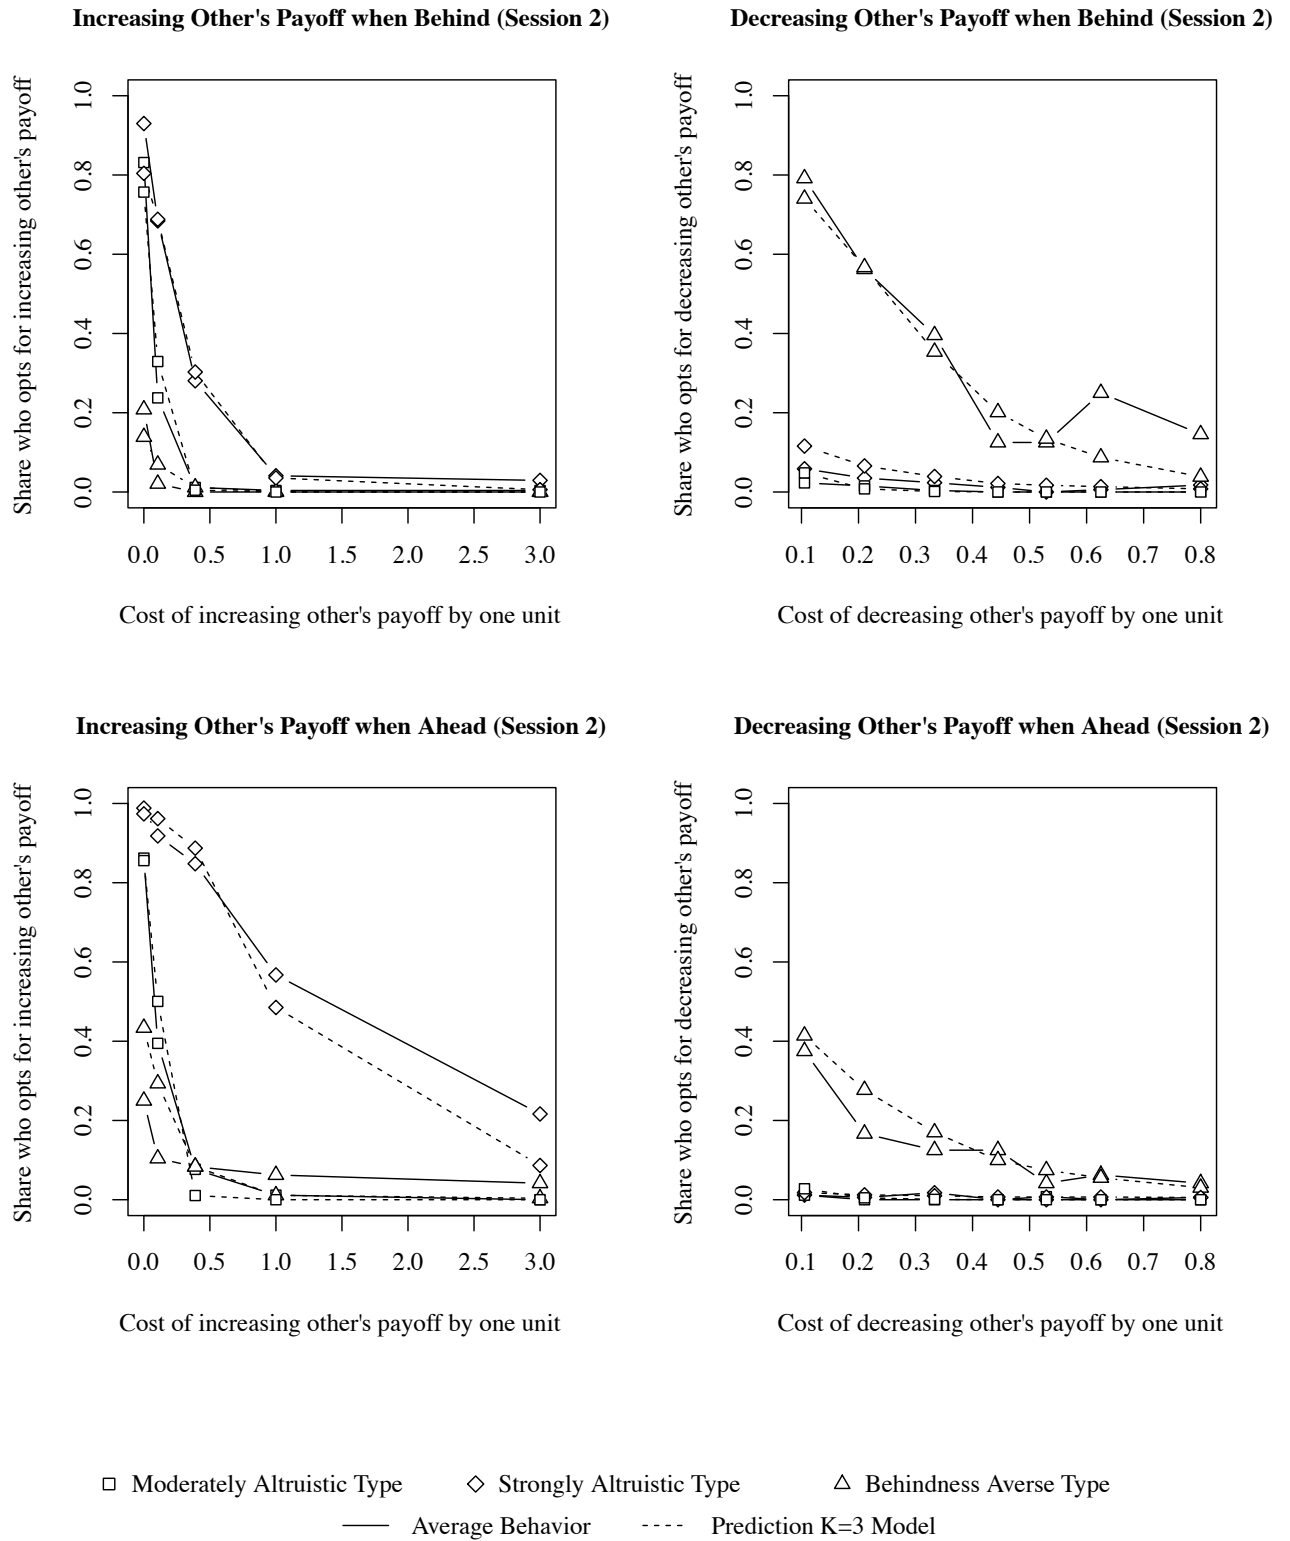 Increasing Other's Payoff when Behind (Session 2)
Share who opts for increasing other's payoff
1.0
0.8
0.6
0.4
0.2
0.0
0.0 0.5 1.0 1.5 2.0 2.5 3.0
Cost of increasing other's payoff by one unit
Decreasing Other's Payoff when Behind (Session 2)
Share who opts for decreasing other's payoff
1.0
0.8
0.6
0.4
0.2
0.0
0.1 0.2 0.3 0.4 0.5 0.6 0.7 0.8
Cost of decreasing other's payoff by one unit
Increasing Other's Payoff when Ahead (Session 2)
Share who opts for increasing other's payoff
1.0
0.8
0.6
0.4
0.2
0.0
0.0 0.5 1.0 1.5 2.0 2.5 3.0
Cost of increasing other's payoff by one unit
Decreasing Other's Payoff when Ahead (Session 2)
Share who opts for decreasing other's payoff
1.0
0.8
0.6
0.4
0.2
0.0
0.1 0.2 0.3 0.4 0.5 0.6 0.7 0.8
Cost of decreasing other's payoff by one unit
Moderately Altruistic Type Strongly Altruistic Type Behindness Averse Type
Average Behavior Prediction K=3 Model